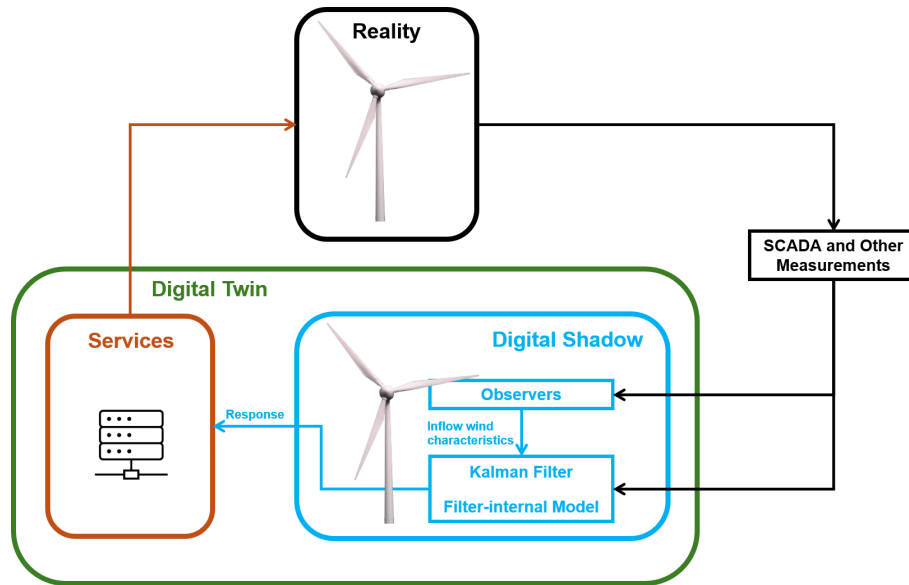 Reality
SCADA and Other
Measurements
Digital Twin
Services
Digital Shadow
Observers
Response
Inflow wind
characteristics
Kalman Filter
Filter-internal Model